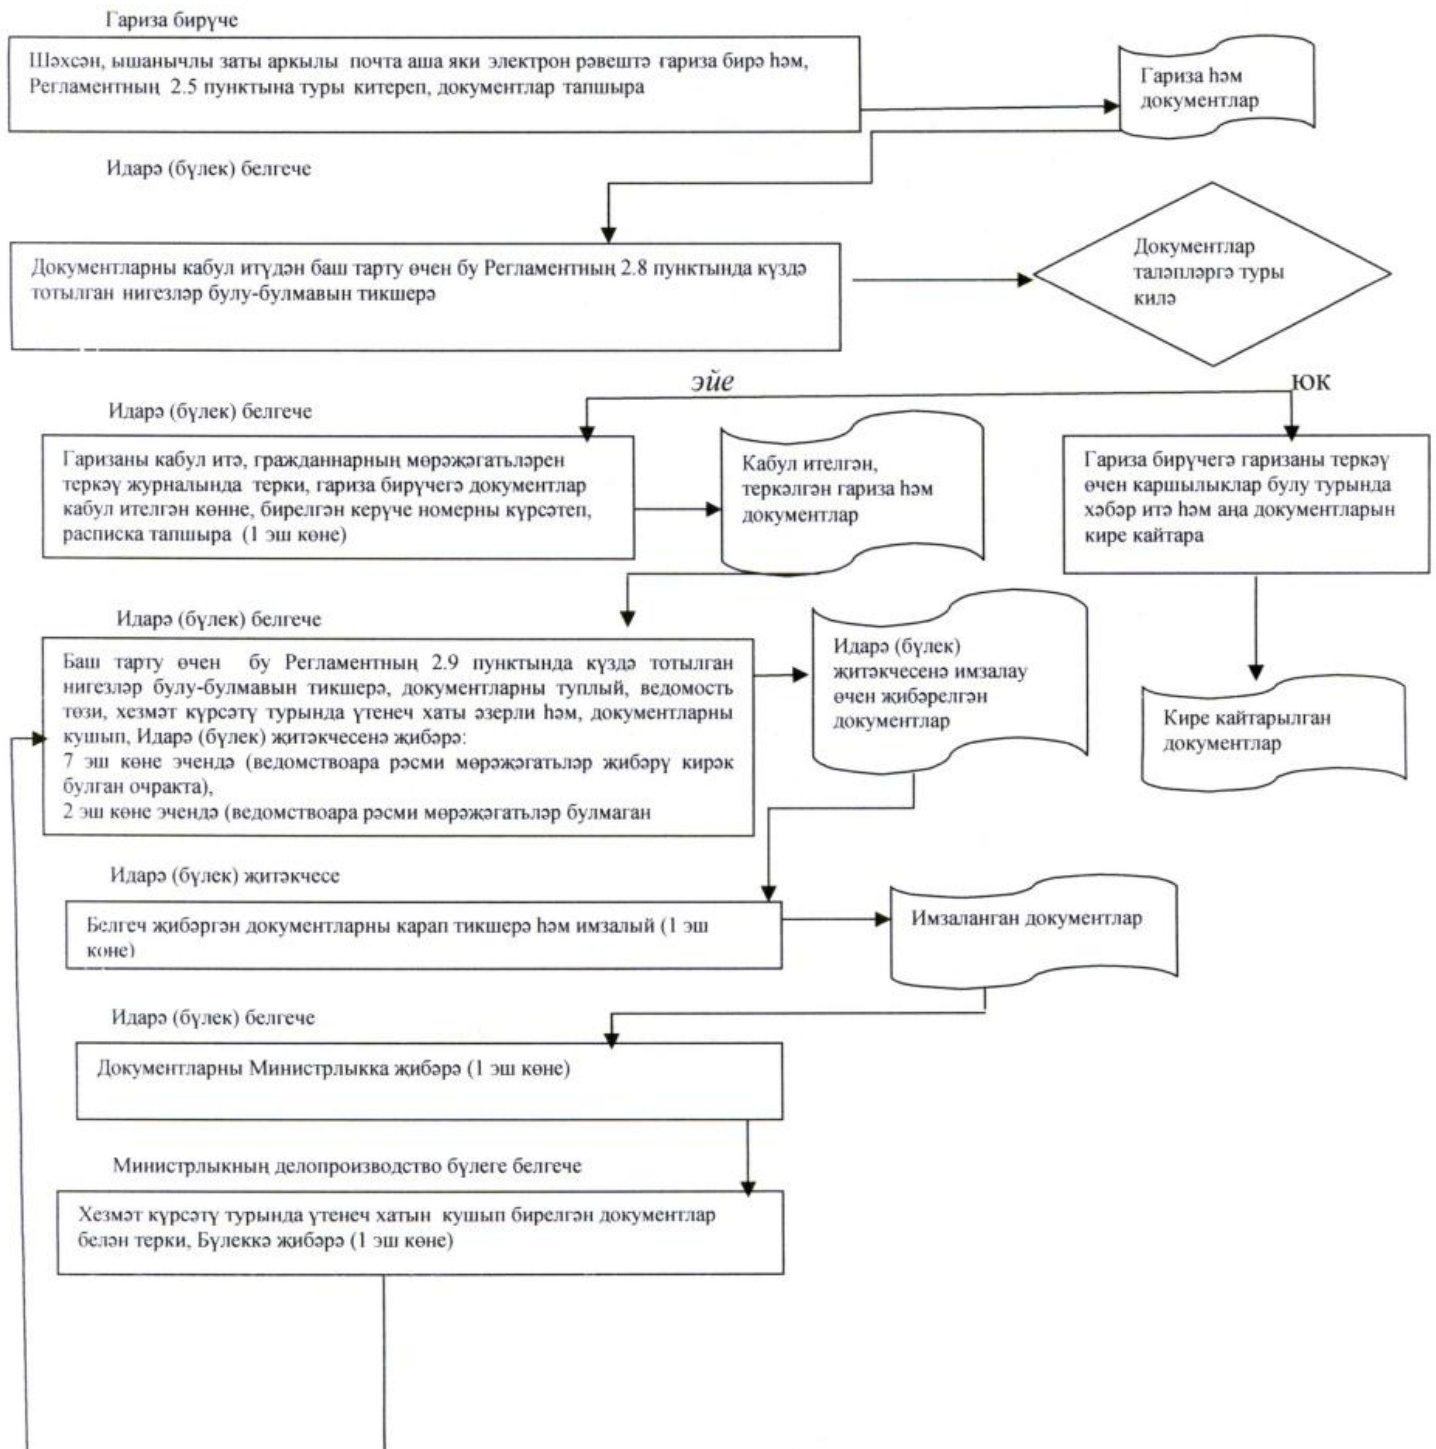 Гариза бирүче
Шәхсән, ышанычлы заты аркылы почта аша яки электрон рәвештә гариза бирә һәм,
Регламентның 2.5 пунктына туры китереп, документлар тапшыра
Гариза һәм
документлар
Идарә (бүлек) белгече
Документларны кабул итүдән баш тарту өчен бу Регламентның 2.8 пунктында күздә
тотылган нигезләр булу-булмавын тикшерә
Документлар
таләпләргә туры
килә
эйе
юк
Идарә (бүлек) белгече
Гаризаны кабул итә, гражданнарның мөрәҗәгатьләрен
теркәү журналында терки, гариза бирүчегә документлар
кабул ителгән көнне, бирелгән керүче номерны күрсәтеп,
расписка тапшыра (1 эш көне)
Кабул ителгән,
теркәлгән гариза һәм
документлар
Гариза бирүчегә гаризаны теркәү
өчен каршылыклар булу турында
хәбәр итә һәм аңа документларын
кире кайтара
Идарә (бүлек) белгече
Баш тарту өчен бу Регламентның 2.9 пунктында күздә тотылган
нигезләр булу-булмавын тикшерә, документларны туплый, ведомость
төзи, хезмәт күрсәтү турында үтенеч хаты әзерли һәм, документларны
кушып, Идарә (бүлек) җитәкчесенә җибәрә:
7 эш көне эчендә (ведомствоара рәсми мөрәҗәгатьләр җибәрү кирәк
булган очракта),
2 эш көне эчендә (ведомствоара рәсми мөрәҗәгатьләр булмаган
Идарә (бүлек)
җитәкчесенә имзалау
өчен җибәрелгән
документлар
Кире кайтарылган
документлар
Идарә (бүлек) җитәкчесе
Белгеч җибәргән документларны карап тикшерә һәм имзалый (1 эш
көне)
Имзаланган документлар
Идарә (бүлек) белгече
Документларны Министрлыкка җибәрә (1 эш көне)
Министрлыкның делопроизводство бүлеге белгече
Хезмәт күрсәтү турында үтенеч хатын кушып бирелгән документлар
белән терки, Бүлеккә җибәрә (1 эш көне)